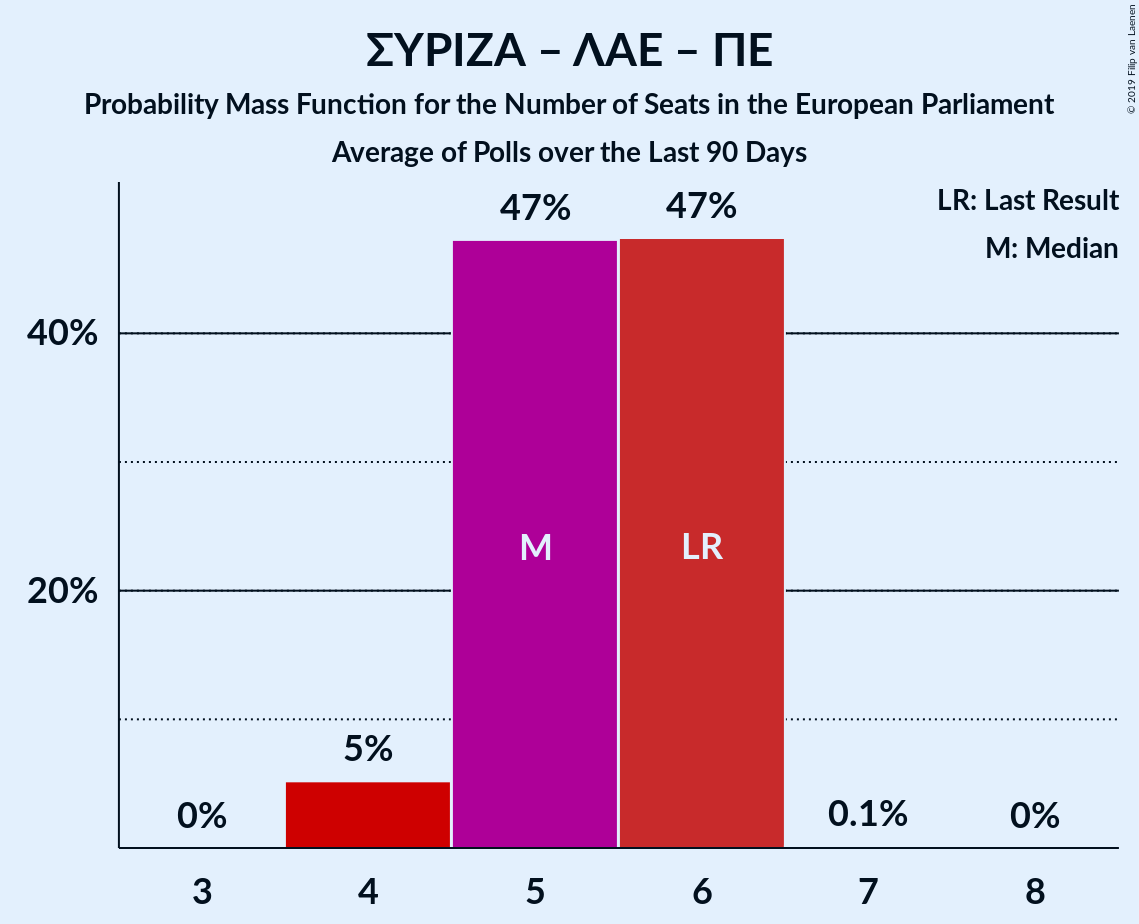 ΣΥΡΙΖΑ – ΛΑΕ – ΠΕ
Probability Mass Function for the Number of Seats in the European Parliament
Average of Polls over the Last 90 Days
© 2019 Filip van Laenen
LR: Last Result
M: Median
47%
47%
40%
M
LR
20%
5%
0%
0.1%
0%
3
4
5
6
7
8